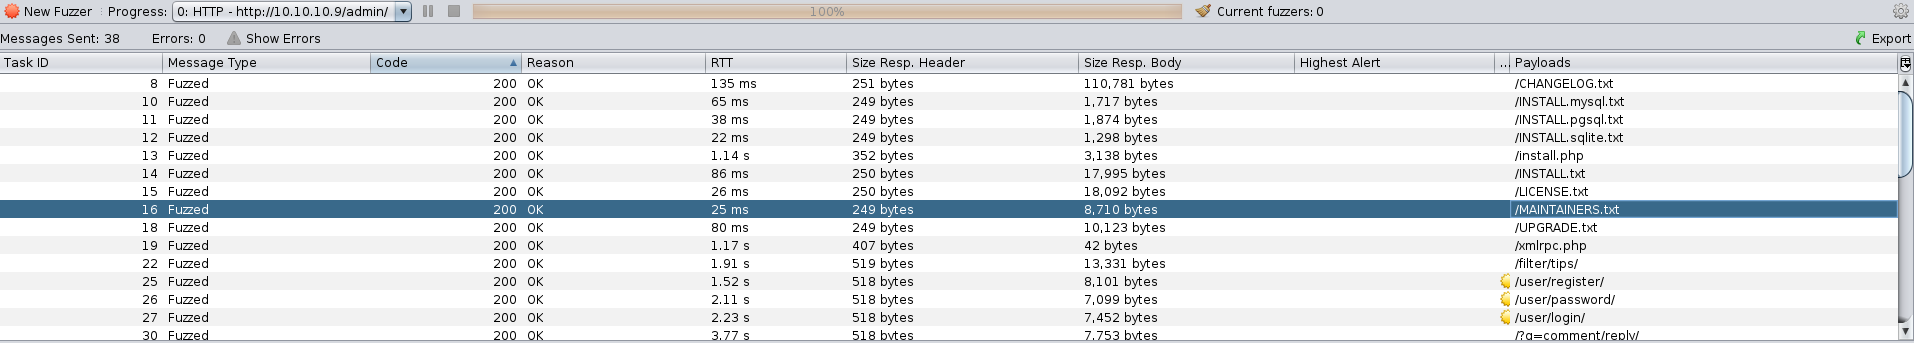 New Fuzzer Progress: 0: HTTP - http://10.10.10.9/admin/ 100% Current fuzzers: 0
Messages Sent: 38 Errors: 0 Show Errors Export
Task ID Message Type Code Reason RTT Size Resp. Header Size Resp. Body Highest Alert ... Payloads
8 Fuzzed 200 OK 135 ms 251 bytes 110,781 bytes /CHANGELOG.txt
10 Fuzzed 200 OK 65 ms 249 bytes 1,717 bytes /INSTALL.mysql.txt
11 Fuzzed 200 OK 38 ms 249 bytes 1,874 bytes /INSTALL.pgsql.txt
12 Fuzzed 200 OK 22 ms 249 bytes 1,298 bytes /INSTALL.sqlite.txt
13 Fuzzed 200 OK 1.14 s 352 bytes 3,138 bytes /install.php
14 Fuzzed 200 OK 86 ms 250 bytes 17,995 bytes /INSTALL.txt
15 Fuzzed 200 OK 26 ms 250 bytes 18,092 bytes /LICENSE.txt
16 Fuzzed 200 OK 25 ms 249 bytes 8,710 bytes /MAINTAINERS.txt
18 Fuzzed 200 OK 80 ms 249 bytes 10,123 bytes /UPGRADE.txt
19 Fuzzed 200 OK 1.17 s 407 bytes 42 bytes /xmlrpc.php
22 Fuzzed 200 OK 1.91 s 519 bytes 13,331 bytes /filter/tips/
25 Fuzzed 200 OK 1.52 s 518 bytes 8,101 bytes /user/register/
26 Fuzzed 200 OK 2.11 s 518 bytes 7,099 bytes /user/password/
27 Fuzzed 200 OK 2.23 s 518 bytes 7,452 bytes /user/login/
30 Fuzzed 200 OK 3.77 s 518 bytes 7,753 bytes /?q=comment/reply/